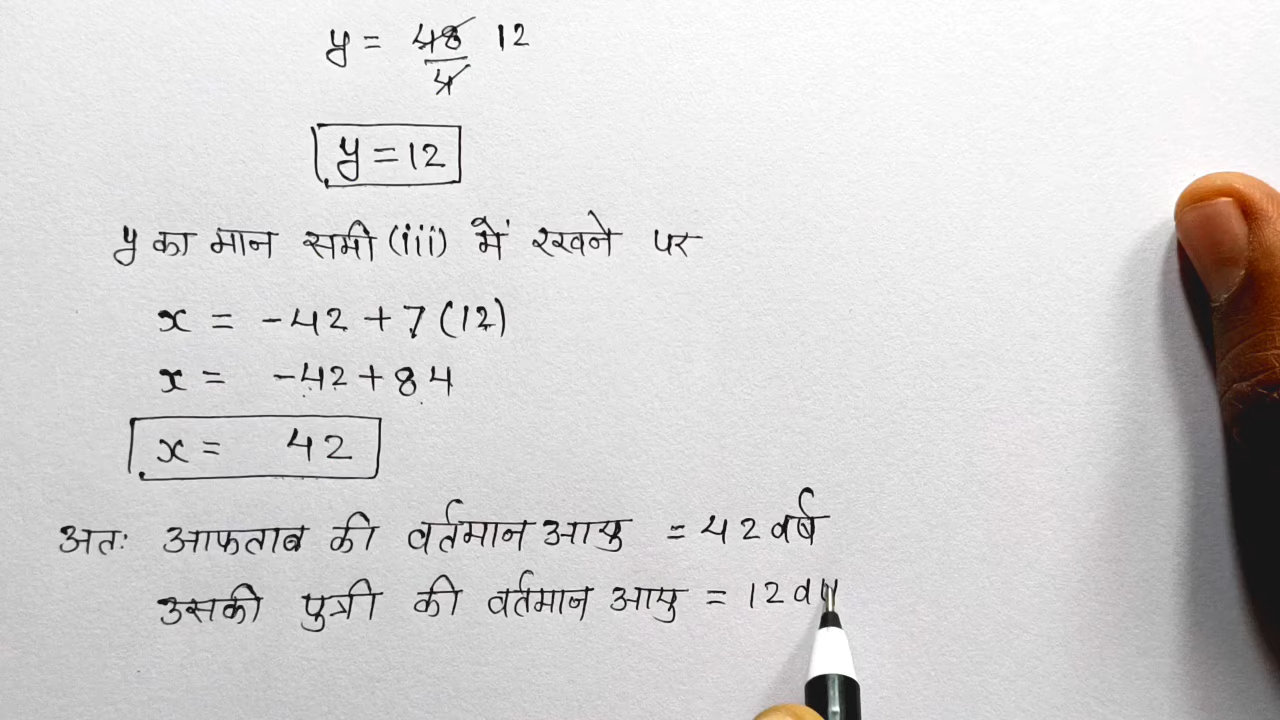 y = 48/4 12
y = 12
y का मान समी (iii) में रखने पर
x = -42 + 7 (12)
x = -42 + 84
x = 42
अतः आफताब की वर्तमान आयु = 42 वर्ष
उसकी पुत्री की वर्तमान आयु = 12